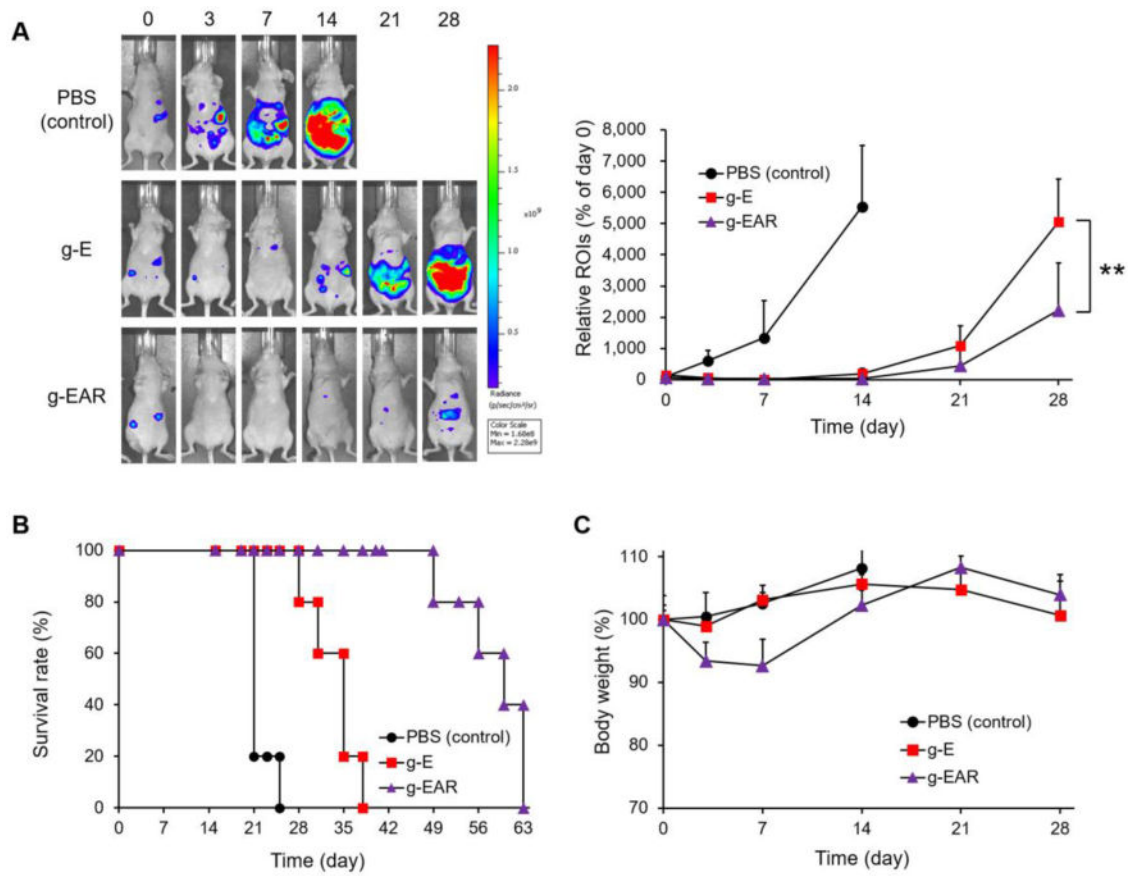 A
0 3 7 14 21 28
PBS
(control)
g-E
g-EAR
2.0
1.5
x10⁹
1.0
0.5
Radiance
(p/sec/cm²/sr)
Color Scale
Min = 1.68e8
Max = 2.28e9
Relative ROIs (% of day 0)
8,000
7,000
6,000
5,000
4,000
3,000
2,000
1,000
0
PBS (control)
g-E
g-EAR
**
0 7 14 21 28
Time (day)
B
Survival rate (%)
100
80
60
40
20
0
PBS (control)
g-E
g-EAR
0 7 14 21 28 35 42 49 56 63
Time (day)
C
Body weight (%)
110
100
90
80
70
PBS (control)
g-E
g-EAR
0 7 14 21 28
Time (day)